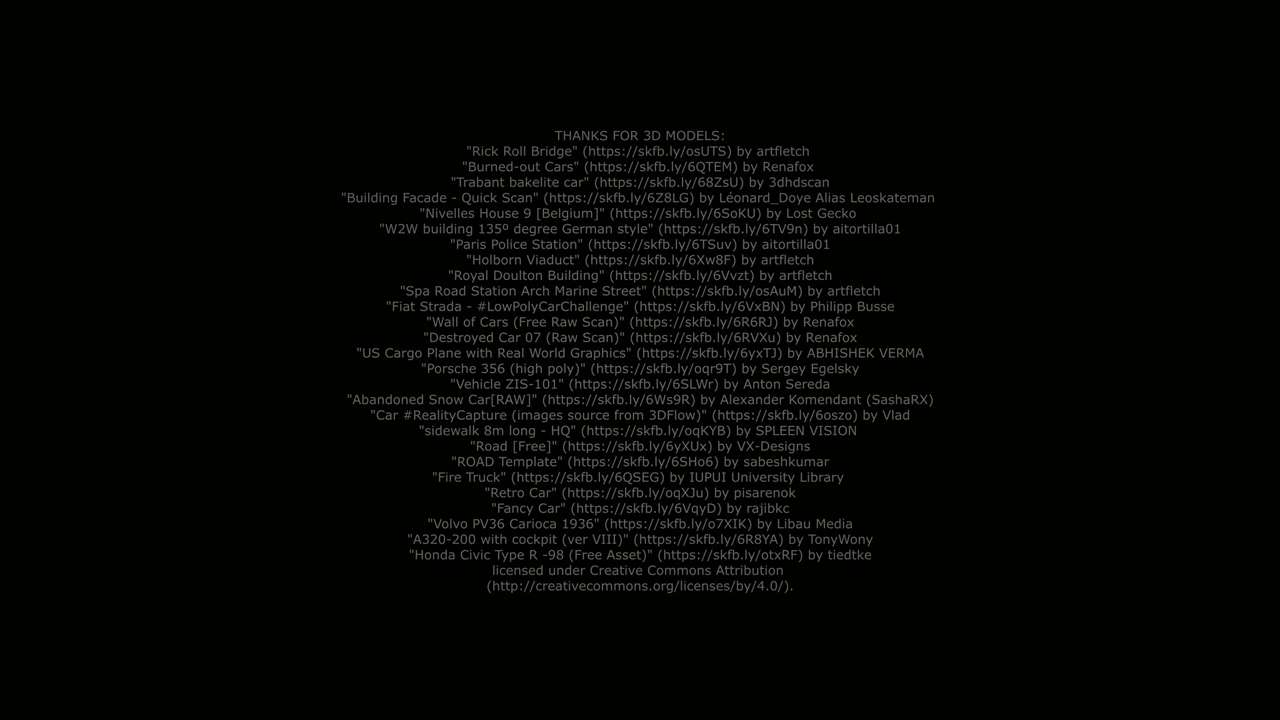 THANKS FOR 3D MODELS:
"Rick Roll Bridge" (https://skfb.ly/osUTS) by artfletch
"Burned-out Cars" (https://skfb.ly/6QTEM) by Renafox
"Trabant bakelite car" (https://skfb.ly/68ZsU) by 3dhdscan
"Building Facade - Quick Scan" (https://skfb.ly/6Z8LG) by Léonard_Doye Alias Leoskateman
"Nivelles House 9 [Belgium]" (https://skfb.ly/6SoKU) by Lost Gecko
"W2W building 135º degree German style" (https://skfb.ly/6TV9n) by aitortilla01
"Paris Police Station" (https://skfb.ly/6TSuv) by aitortilla01
"Holborn Viaduct" (https://skfb.ly/6Xw8F) by artfletch
"Royal Doulton Building" (https://skfb.ly/6Vvzt) by artfletch
"Spa Road Station Arch Marine Street" (https://skfb.ly/osAuM) by artfletch
"Fiat Strada - #LowPolyCarChallenge" (https://skfb.ly/6VxBN) by Philipp Busse
"Wall of Cars (Free Raw Scan)" (https://skfb.ly/6R6RJ) by Renafox
"Destroyed Car 07 (Raw Scan)" (https://skfb.ly/6RVXu) by Renafox
"US Cargo Plane with Real World Graphics" (https://skfb.ly/6yxTJ) by ABHISHEK VERMA
"Porsche 356 (high poly)" (https://skfb.ly/oqr9T) by Sergey Egelsky
"Vehicle ZIS-101" (https://skfb.ly/6SLWr) by Anton Sereda
"Abandoned Snow Car[RAW]" (https://skfb.ly/6Ws9R) by Alexander Komendant (SashaRX)
"Car #RealityCapture (images source from 3DFlow)" (https://skfb.ly/6oszo) by Vlad
"sidewalk 8m long - HQ" (https://skfb.ly/oqKYB) by SPLEEN VISION
"Road [Free]" (https://skfb.ly/6yXUx) by VX-Designs
"ROAD Template" (https://skfb.ly/6SHo6) by sabeshkumar
"Fire Truck" (https://skfb.ly/6QSEG) by IUPUI University Library
"Retro Car" (https://skfb.ly/oqXJu) by pisarenok
"Fancy Car" (https://skfb.ly/6VqyD) by rajibkc
"Volvo PV36 Carioca 1936" (https://skfb.ly/o7XIK) by Libau Media
"A320-200 with cockpit (ver VIII)" (https://skfb.ly/6R8YA) by TonyWony
"Honda Civic Type R -98 (Free Asset)" (https://skfb.ly/otxRF) by tiedtke
licensed under Creative Commons Attribution
(http://creativecommons.org/licenses/by/4.0/).